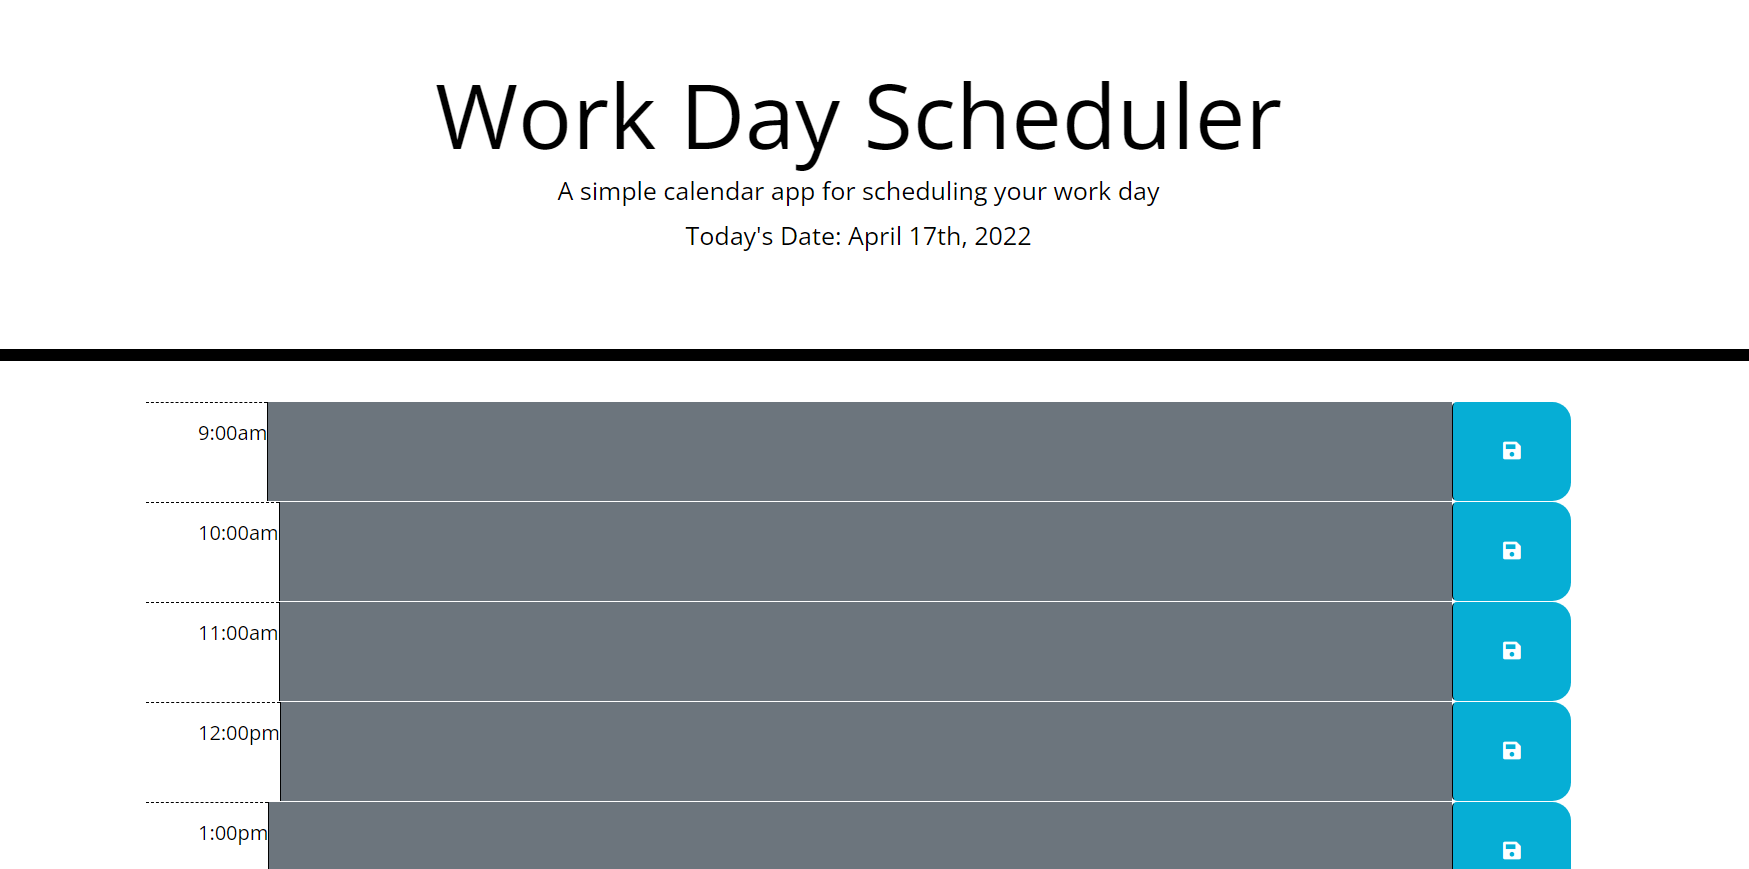 Work Day Scheduler
A simple calendar app for scheduling your work day
Today's Date: April 17th, 2022
9:00am
10:00am
11:00am
12:00pm
1:00pm